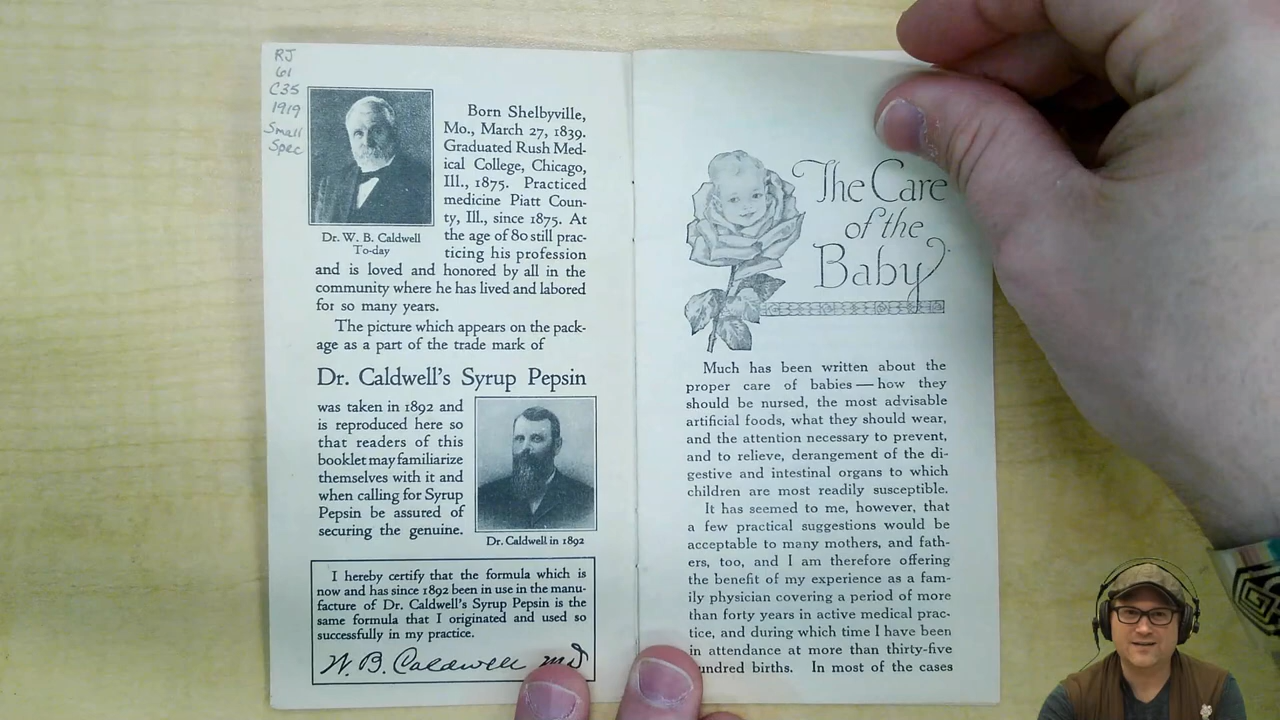 RJ
61
C35
1919
Small
Spec
Born Shelbyville,
Mo., March 27, 1839.
Graduated Rush Med-
ical College, Chicago,
Ill., 1875. Practiced
medicine Piatt Coun-
ty, Ill., since 1875. At
the age of 80 still prac-
ticing his profession
Dr. W. B. Caldwell
To-day
and is loved and honored by all in the
community where he has lived and labored
for so many years.
The picture which appears on the pack-
age as a part of the trade mark of
Dr. Caldwell's Syrup Pepsin
was taken in 1892 and
is reproduced here so
that readers of this
booklet may familiarize
themselves with it and
when calling for Syrup
Pepsin be assured of
securing the genuine.
Dr. Caldwell in 1892
I hereby certify that the formula which is
now and has since 1892 been in use in the manu-
facture of Dr. Caldwell's Syrup Pepsin is the
same formula that I originated and used so
successfully in my practice.
W. B. Caldwell MD
The Care
of the
Baby
Much has been written about the
proper care of babies — how they
should be nursed, the most advisable
artificial foods, what they should wear,
and the attention necessary to prevent,
and to relieve, derangement of the di-
gestive and intestinal organs to which
children are most readily susceptible.
It has seemed to me, however, that
a few practical suggestions would be
acceptable to many mothers, and fath-
ers, too, and I am therefore offering
the benefit of my experience as a fam-
ily physician covering a period of more
than forty years in active medical prac-
tice, and during which time I have been
in attendance at more than thirty-five
hundred births. In most of the cases